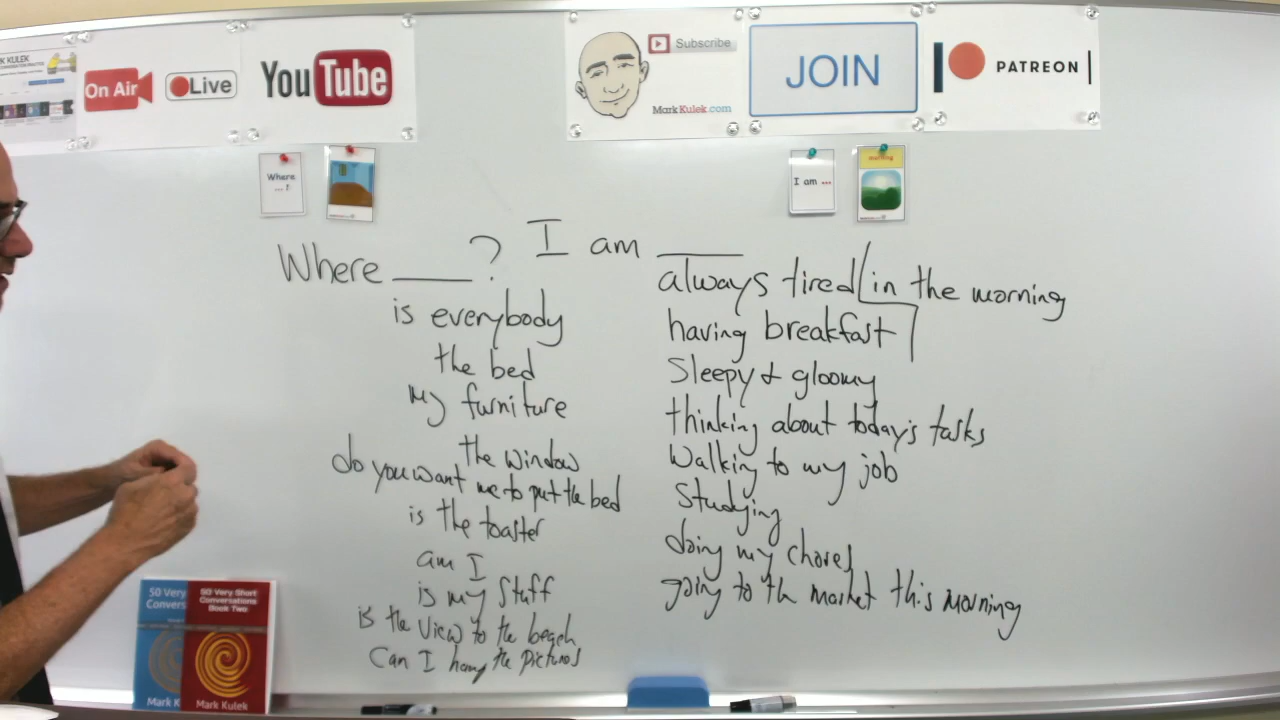 K KULEK
On Air
Live
YouTube
Subscribe
MarkKulek.com
JOIN
PATREON
Where
... ?
I am ...
morning
Where ____ ?
is everybody
the bed
my furniture
the window
do you want me to put the bed
is the toaster
am I
is my stuff
is the view to the beach
Can I hang the pictures
I am ____
always tired in the morning
having breakfast
Sleepy & gloomy
thinking about today's tasks
Walking to my job
Studying
doing my chores
going to the market this morning
50 Very
Convers
50 Very Short
Conversations
Book Two
Mark K
Mark Kulek